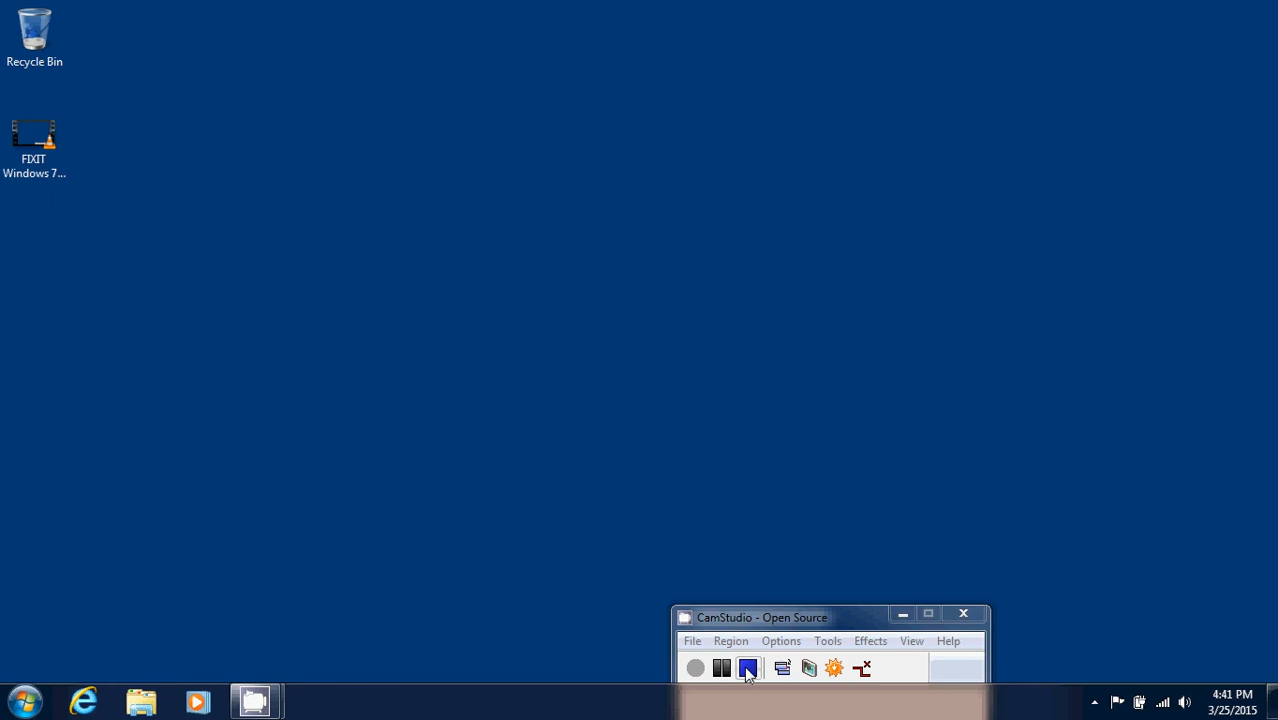 Recycle Bin
FIXIT
Windows 7...
CamStudio - Open Source
File Region Options Tools Effects View Help
4:41 PM
3/25/2015